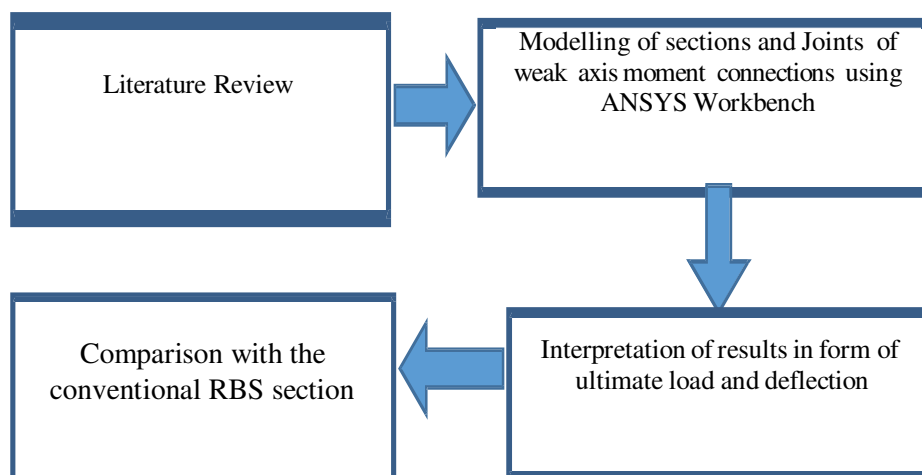 Literature Review
Modelling of sections and Joints of
weak axis moment connections using
ANSYS Workbench
Interpretation of results in form of
ultimate load and deflection
Comparison with the
conventional RBS section